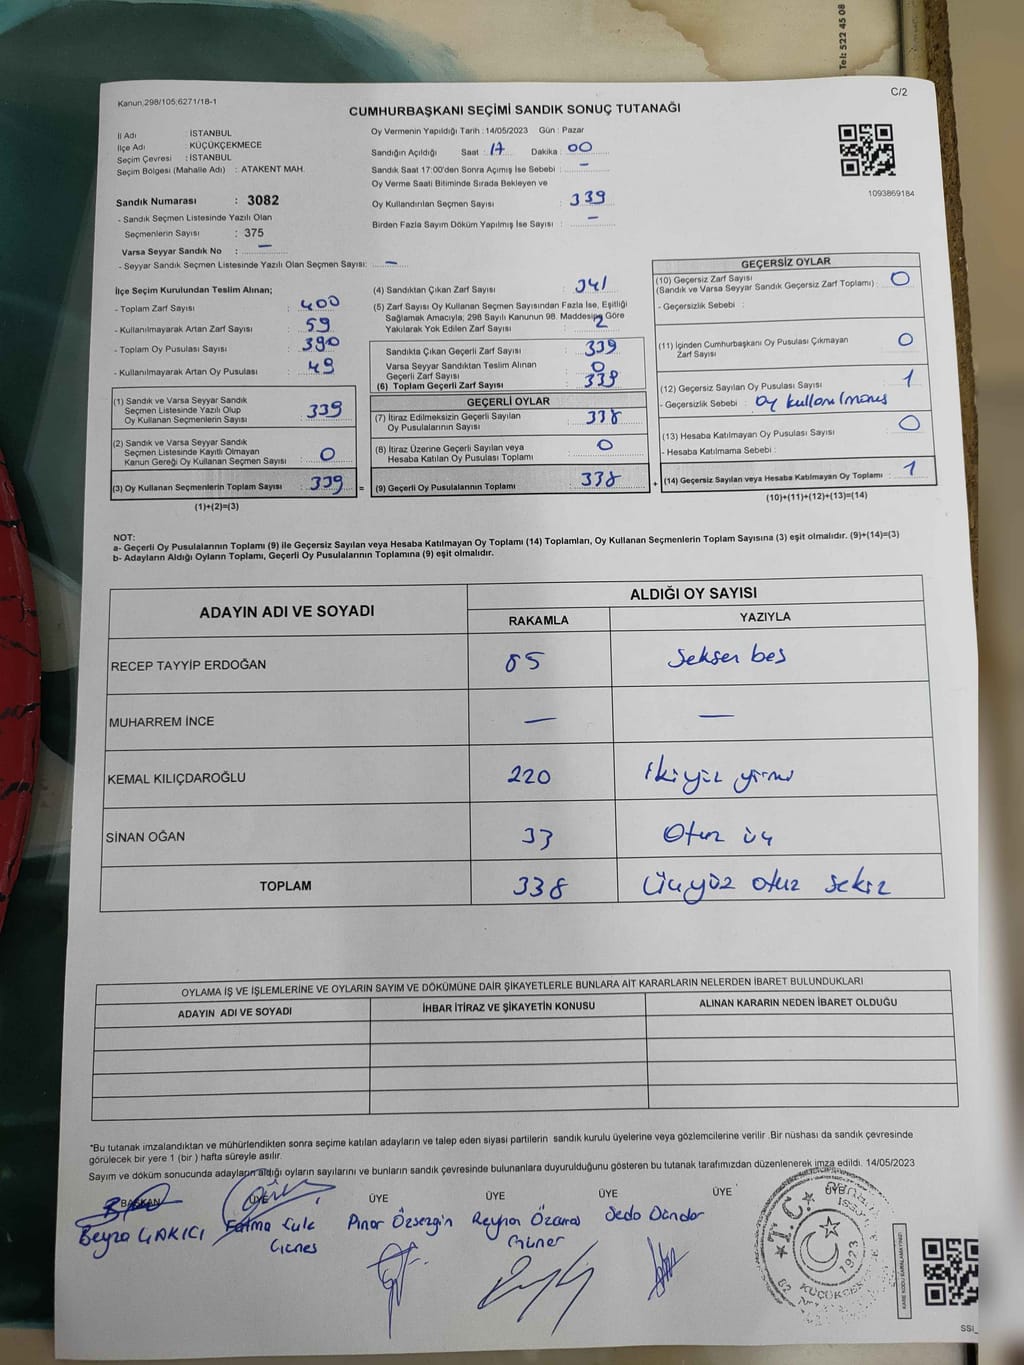 Tel: 522 45 08
Kanun;298/105;6271/18-1
C/2
CUMHURBAŞKANI SEÇİMİ SANDIK SONUÇ TUTANAĞI
İl Adı : İSTANBUL
İlçe Adı : KÜÇÜKÇEKMECE
Seçim Çevresi : İSTANBUL
Seçim Bölgesi (Mahalle Adı) : ATAKENT MAH.
Sandık Numarası : 3082
- Sandık Seçmen Listesinde Yazılı Olan
Seçmenlerin Sayısı : 375
Varsa Seyyar Sandık No : —
- Seyyar Sandık Seçmen Listesinde Yazılı Olan Seçmen Sayısı: —
Oy Vermenin Yapıldığı Tarih : 14/05/2023 Gün : Pazar
Sandığın Açıldığı Saat : 17 Dakika : 00
Sandık Saat 17:00'den Sonra Açımış İse Sebebi : —
Oy Verme Saati Bitiminde Sırada Bekleyen ve
Oy Kullandırılan Seçmen Sayısı : 339
Birden Fazla Sayım Döküm Yapılmış İse Sayısı : —
1093869184
İlçe Seçim Kurulundan Teslim Alınan;
- Toplam Zarf Sayısı : 400
- Kullanılmayarak Artan Zarf Sayısı : 59
- Toplam Oy Pusulası Sayısı : 390
- Kullanılmayarak Artan Oy Pusulası : 49
(1) Sandık ve Varsa Seyyar Sandık
Seçmen Listesinde Yazılı Olup
Oy Kullanan Seçmenlerin Sayısı : 339
(2) Sandık ve Varsa Seyyar Sandık
Seçmen Listesinde Kayıtlı Olmayan
Kanun Gereği Oy Kullanan Seçmen Sayısı : 0
(3) Oy Kullanan Seçmenlerin Toplam Sayısı : 339 =
(1)+(2)=(3)
(4) Sandıktan Çıkan Zarf Sayısı : 341
(5) Zarf Sayısı Oy Kullanan Seçmen Sayısından Fazla İse, Eşitliği
Sağlamak Amacıyla, 298 Sayılı Kanunun 98. Maddesine Göre
Yakılarak Yok Edilen Zarf Sayısı : 2
Sandıkta Çıkan Geçerli Zarf Sayısı : 339
Varsa Seyyar Sandıktan Teslim Alınan
Geçerli Zarf Sayısı : 0
(6) Toplam Geçerli Zarf Sayısı : 339
GEÇERLİ OYLAR
(7) İtiraz Edilmeksizin Geçerli Sayılan
Oy Pusulalarının Sayısı : 338
(8) İtiraz Üzerine Geçerli Sayılan veya
Hesaba Katılan Oy Pusulası Toplamı : 0
(9) Geçerli Oy Pusulalarının Toplamı : 338 +
GEÇERSİZ OYLAR
(10) Geçersiz Zarf Sayısı
(Sandık ve Varsa Seyyar Sandık Geçersiz Zarf Toplamı) : 0
- Geçersizlik Sebebi :
(11) İçinden Cumhurbaşkanı Oy Pusulası Çıkmayan
Zarf Sayısı : 0
(12) Geçersiz Sayılan Oy Pusulası Sayısı : 1
- Geçersizlik Sebebi : Oy kullanılmamış
(13) Hesaba Katılmayan Oy Pusulası Sayısı : 0
- Hesaba Katılmama Sebebi :
(14) Geçersiz Sayılan veya Hesaba Katılmayan Oy Toplamı : 1
(10)+(11)+(12)+(13)=(14)
NOT:
a- Geçerli Oy Pusulalarının Toplamı (9) ile Geçersiz Sayılan veya Hesaba Katılmayan Oy Toplamı (14) Toplamları, Oy Kullanan Seçmenlerin Toplam Sayısına (3) eşit olmalıdır. (9)+(14)=(3)
b- Adayların Aldığı Oyların Toplamı, Geçerli Oy Pusulalarının Toplamına (9) eşit olmalıdır.
ADAYIN ADI VE SOYADI
ALDIĞI OY SAYISI
RAKAMLA YAZIYLA
RECEP TAYYİP ERDOĞAN 85 Seksen beş
MUHARREM İNCE — —
KEMAL KILIÇDAROĞLU 220 İkiyüz yirmi
SİNAN OĞAN 33 Otuz üç
TOPLAM 338 Üçyüz otuz sekiz
OYLAMA İŞ VE İŞLEMLERİNE VE OYLARIN SAYIM VE DÖKÜMÜNE DAİR ŞİKAYETLERLE BUNLARA AİT KARARLARIN NELERDEN İBARET BULUNDUKLARI
ADAYIN ADI VE SOYADI İHBAR İTİRAZ VE ŞİKAYETİN KONUSU ALINAN KARARIN NEDEN İBARET OLDUĞU
*Bu tutanak imzalandıktan ve mühürlendikten sonra seçime katılan adayların ve talep eden siyasi partilerin sandık kurulu üyelerine veya gözlemcilerine verilir .Bir nüshası da sandık çevresinde
görülecek bir yere 1 (bir ) hafta süreyle asılır.
Sayım ve döküm sonucunda adayların aldığı oyların sayılarını ve bunların sandık çevresinde bulunanlara duyurulduğunu gösteren bu tutanak tarafımızdan düzenlenerek imza edildi. 14/05/2023
BAŞKAN ÜYE ÜYE ÜYE ÜYE ÜYE ÜYE
Beyza ÇAKICI Fatma Pınar Özsezgin Reyhan Seda Dündar
Güner
T.C.
1923
KARE KODU KARALAMAYINIZ!
SSİ_